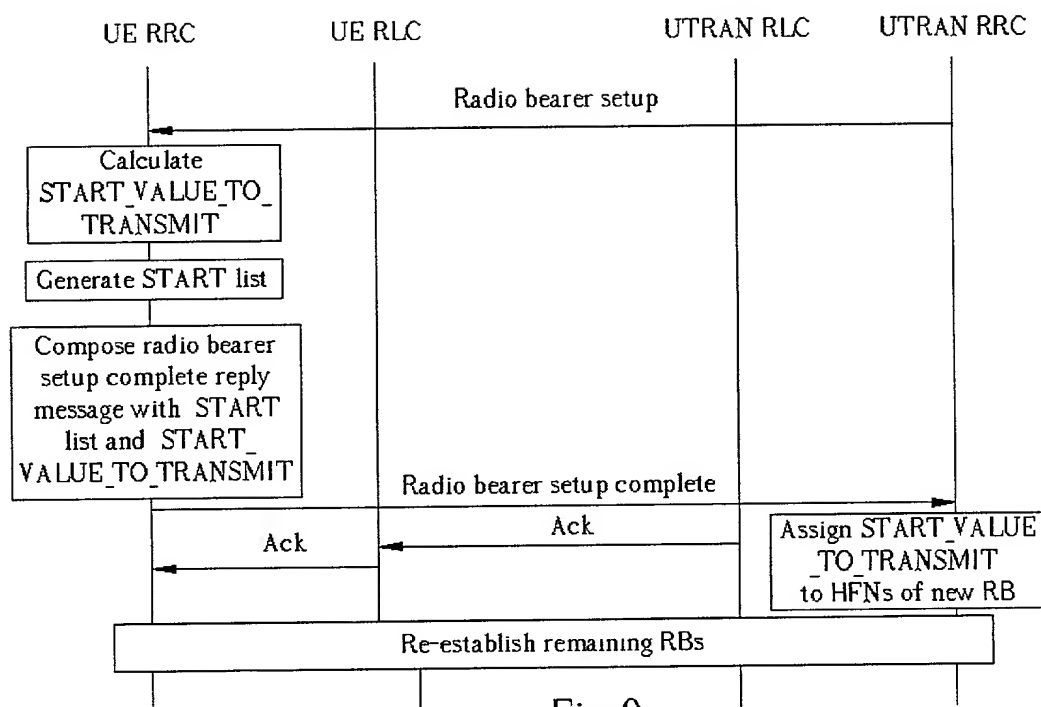 UE RRC
UE RLC
UTRAN RLC
UTRAN RRC
Radio bearer setup
Calculate
START_VALUE_TO_
TRANSMIT
Generate START list
Compose radio bearer
setup complete reply
message with START
list and START_
VALUE_TO_TRANSMIT
Radio bearer setup complete
Ack
Ack
Assign START_VALUE
_TO_TRANSMIT
to HFNs of new RB
Re-establish remaining RBs